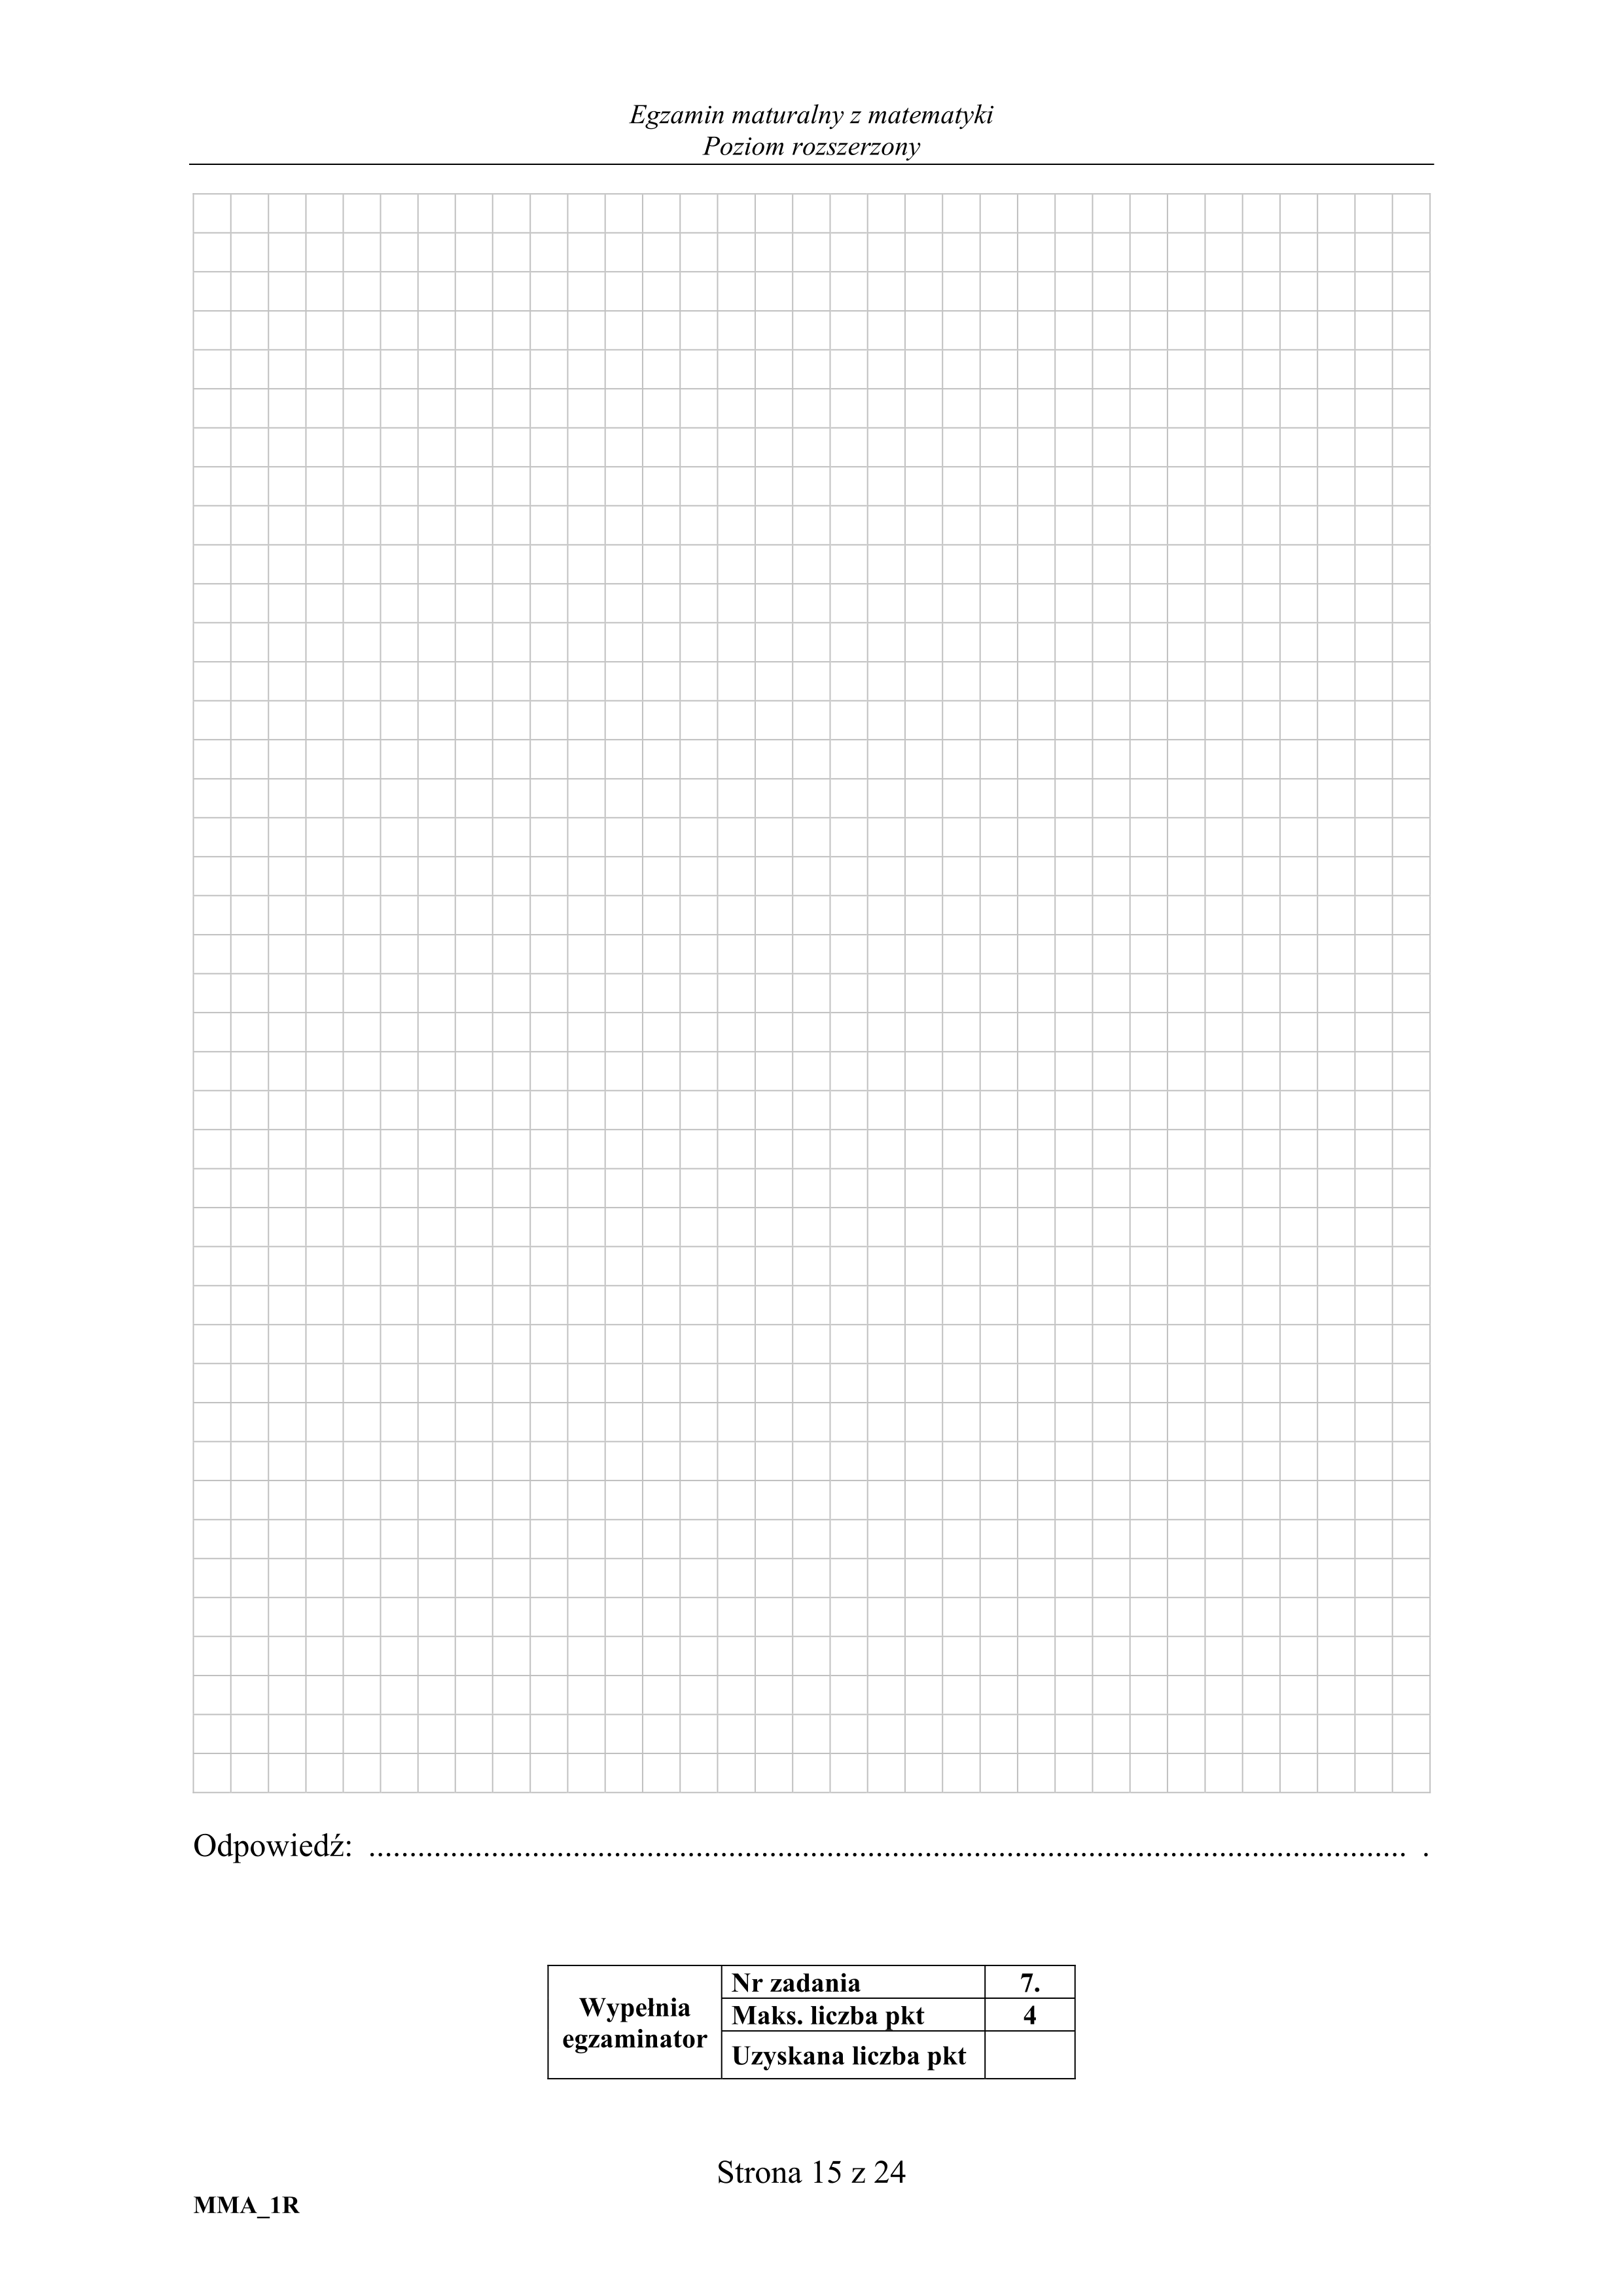 Egzamin maturalny z matematyki
Poziom rozszerzony
Odpowiedź: ................................................................................................................................ .
Wypełnia
egzaminator
Nr zadania 7.
Maks. liczba pkt 4
Uzyskana liczba pkt
Strona 15 z 24
MMA_1R